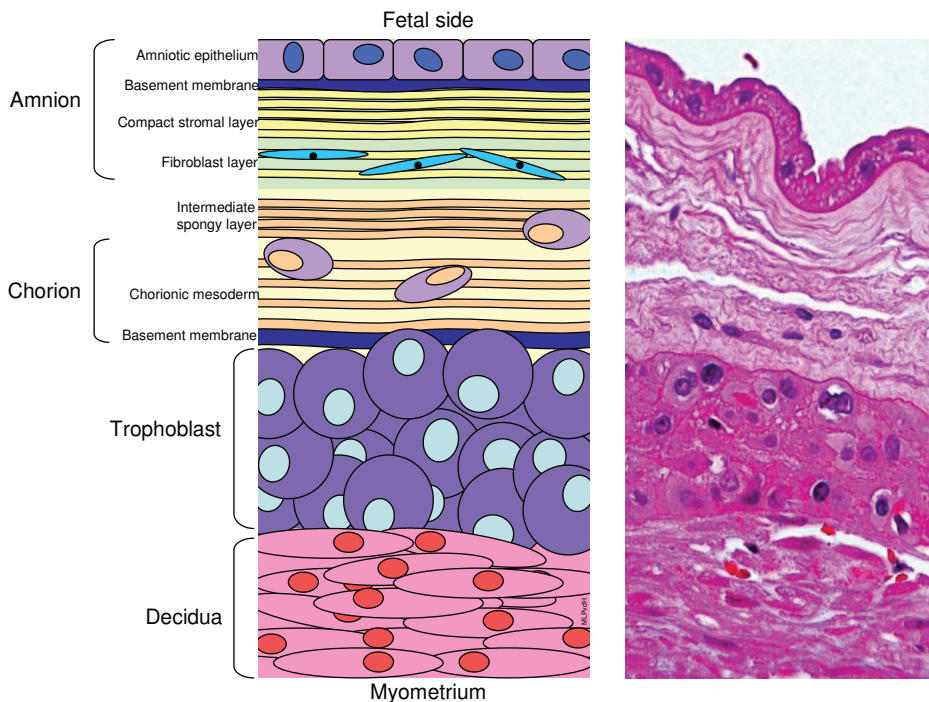 Fetal side
Amnion
Amniotic epithelium
Basement membrane
Compact stromal layer
Fibroblast layer
Intermediate
spongy layer
Chorion
Chorionic mesoderm
Basement membrane
Trophoblast
Decidua
MLPvdH
Myometrium